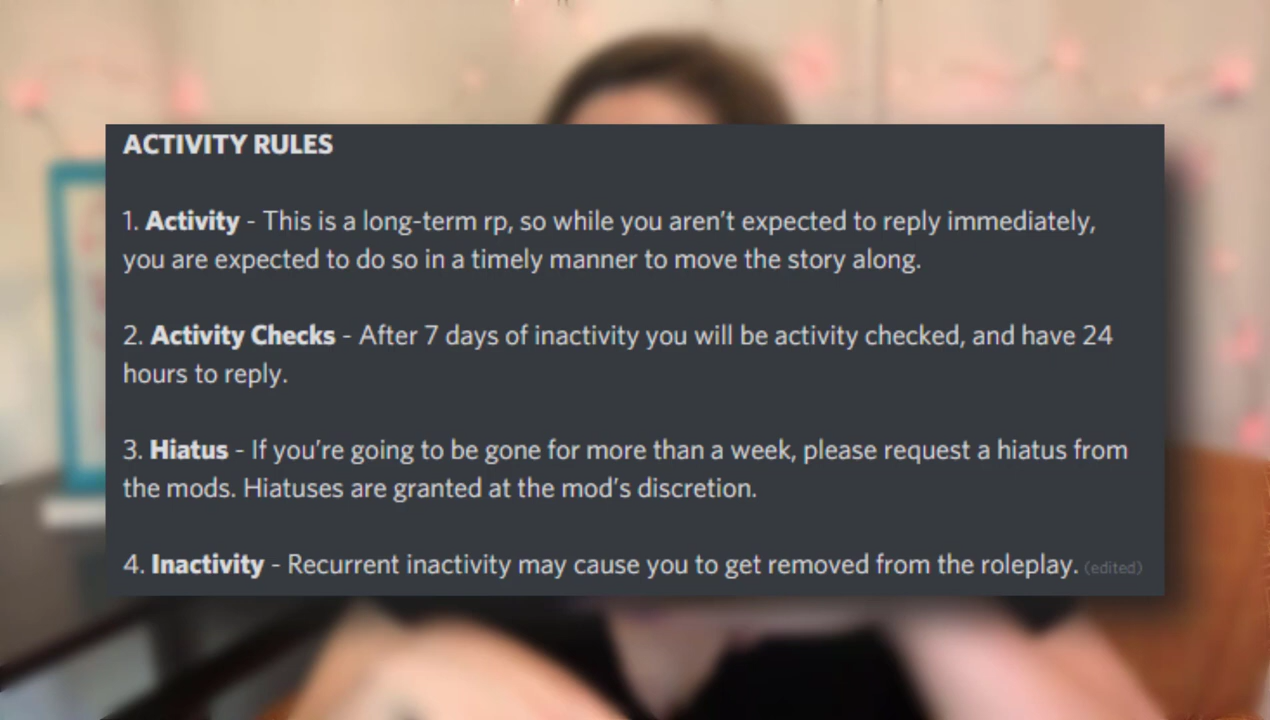 ACTIVITY RULES
1. Activity - This is a long-term rp, so while you aren't expected to reply immediately,
you are expected to do so in a timely manner to move the story along.
2. Activity Checks - After 7 days of inactivity you will be activity checked, and have 24
hours to reply.
3. Hiatus - If you're going to be gone for more than a week, please request a hiatus from
the mods. Hiatuses are granted at the mod's discretion.
4. Inactivity - Recurrent inactivity may cause you to get removed from the roleplay. (edited)